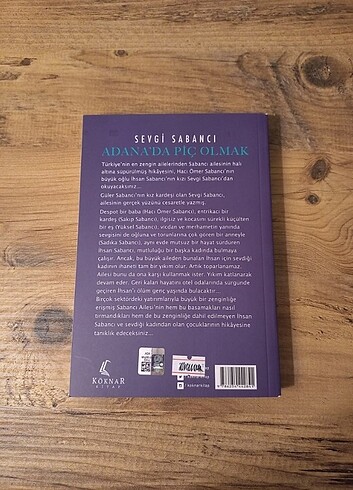 SEVGİ SABANCI
ADANA'DA PİÇ OLMAK
Türkiye'nin en zengin ailelerinden Sabancı ailesinin halı
altına süpürülmüş hikâyesini, Hacı Ömer Sabancı'nın
büyük oğlu İhsan Sabancı'nın kızı Sevgi Sabancı'dan
okuyacaksınız...
Güler Sabancı'nın kız kardeşi olan Sevgi Sabancı,
ailesinin gerçek yüzünü cesaretle yazmış.
Despot bir baba (Hacı Ömer Sabancı), entrikacı bir
kardeş (Sakıp Sabancı), ilgisiz ve kocasını sürekli küçülten
bir eş (Yüksel Sabancı), vicdan ve merhametin yanında
sevgisini de oğluna ve torunlarına çok gören bir anneyle
(Sadıka Sabancı), aynı evde mutsuz bir hayat sürdüren
İhsan Sabancı, mutluluğu bir başka kadında bulmaya
çalışır. Ancak, bu büyük aileden bunalan İhsan için sevdiği
kadının ihaneti tam bir yıkım olur. Artık toparlanamaz.
Ailesi bunu da ona karşı kullanmak ister. Yıkım katlanarak
devam eder. Geri kalan hayatını otel odalarında sürgünde
geçiren İhsan'ı ölüm genç yaşında bulacaktır...
Birçok sektördeki yatırımlarıyla büyük bir zenginliğe
erişmiş Sabancı Ailesi'nin hem bu basamakları nasıl
tırmandıkları hem de bu zenginliğe dahil edilmeyen İhsan
Sabancı ve sevdiği kadından olan çocuklarının hikâyesine
tanıklık edeceksiniz...
KÖKNAR
KİTAP